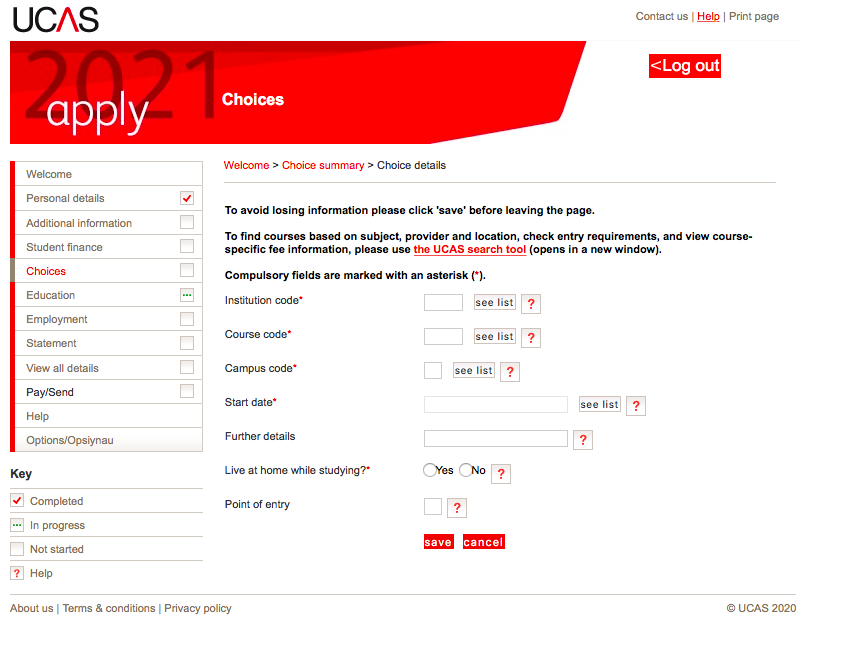 UCAS
Contact us | Help | Print page
2021
apply
Choices
<Log out
Welcome
Personal details
Additional information
Student finance
Choices
Education
Employment
Statement
View all details
Pay/Send
Help
Options/Opsiynau
Key
Completed
In progress
Not started
? Help
Welcome > Choice summary > Choice details
To avoid losing information please click 'save' before leaving the page.
To find courses based on subject, provider and location, check entry requirements, and view course-
specific fee information, please use the UCAS search tool (opens in a new window).
Compulsory fields are marked with an asterisk (*).
Institution code* see list ?
Course code* see list ?
Campus code* see list ?
Start date* see list ?
Further details ?
Live at home while studying?* Yes No ?
Point of entry ?
save cancel
About us | Terms & conditions | Privacy policy
© UCAS 2020